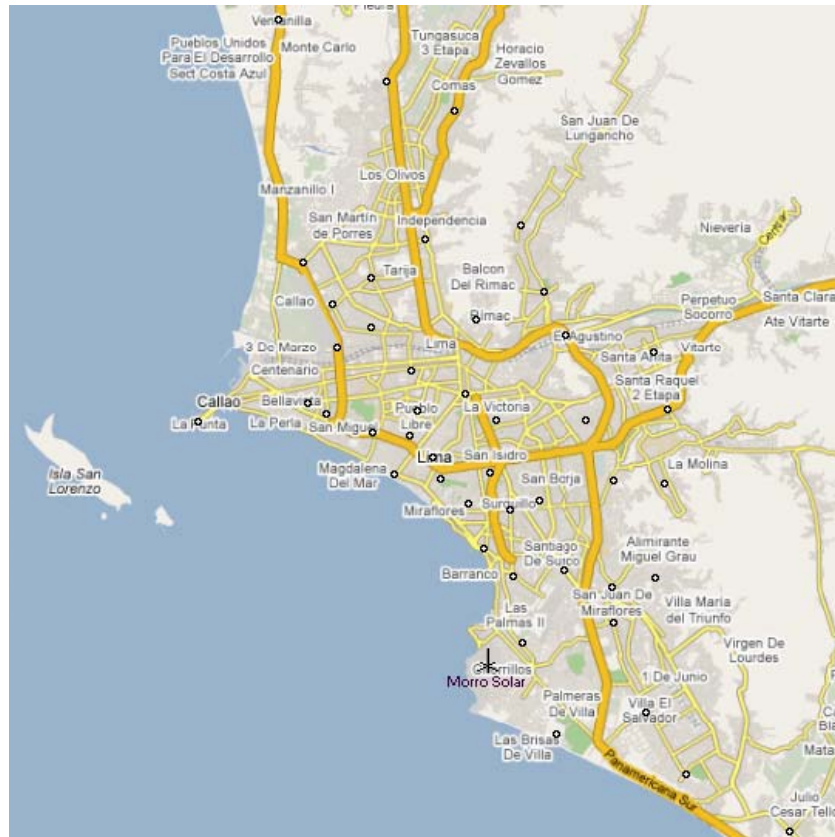 Ventanilla
Piedra
Pueblos Unidos
Para El Desarrollo
Sect Costa Azul
Monte Carlo
Tungasuca
3 Etapa
Horacio
Zevallos
Gomez
Comas
San Juan De
Lurigancho
Los Olivos
Manzanillo I
San Martín
de Porres
Independencia
Nieveria
Central
Tarija
Balcon
Del Rimac
Callao
Rimac
Perpetuo
Socorro
Santa Clara
Ate Vitarte
3 De Marzo
Lima
El Agustino
Santa Anita
Vitarte
Centenario
Santa Raquel
2 Etapa
Callao
Bellavista
La Punta
La Perla
San Miguel
Pueblo
Libre
La Victoria
Isla San
Lorenzo
Magdalena
Del Mar
Lima
San Isidro
San Borja
La Molina
Miraflores
Surquillo
Santiago
De Surco
Almirante
Miguel Grau
Barranco
Las
Palmas II
San Juan De
Miraflores
Villa Maria
del Triunfo
Virgen De
Lourdes
Chorrillos
Morro Solar
1 De Junio
Palmeras
De Villa
Villa El
Salvador
Las Brisas
De Villa
Panamericana Sur
Julio
Cesar Tello